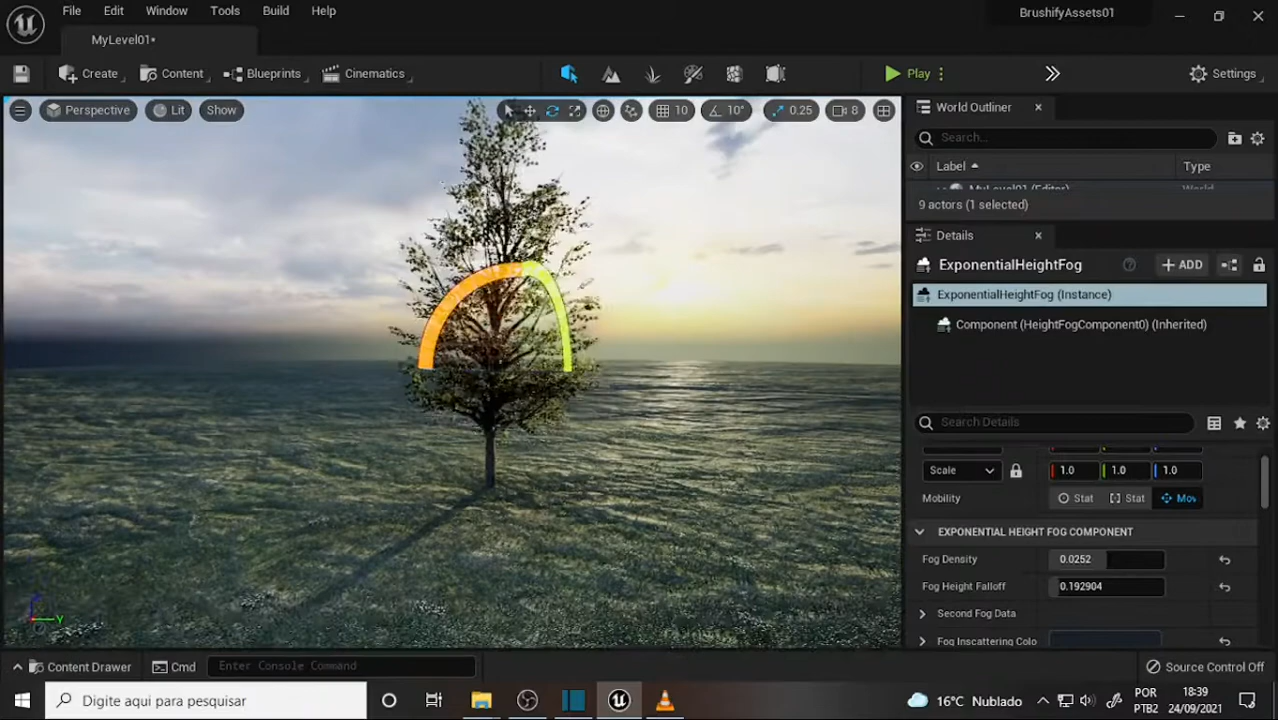 File Edit Window Tools Build Help
BrushifyAssets01
MyLevel01*
Create Content Blueprints Cinematics Play Settings
Perspective Lit Show 10 10° 0.25 8
World Outliner
Search...
Label Type
MyLevel01 (Editor) World
9 actors (1 selected)
Details
ExponentialHeightFog ADD
ExponentialHeightFog (Instance)
Component (HeightFogComponent0) (Inherited)
Search Details
Scale 1.0 1.0 1.0
Mobility Stat Stat Mov
EXPONENTIAL HEIGHT FOG COMPONENT
Fog Density 0.0252
Fog Height Falloff 0.192904
Second Fog Data
Fog Inscattering Colo
Y
Content Drawer Cmd Enter Console Command Source Control Off
Digite aqui para pesquisar
16°C Nublado
POR
PTB2
18:39
24/09/2021